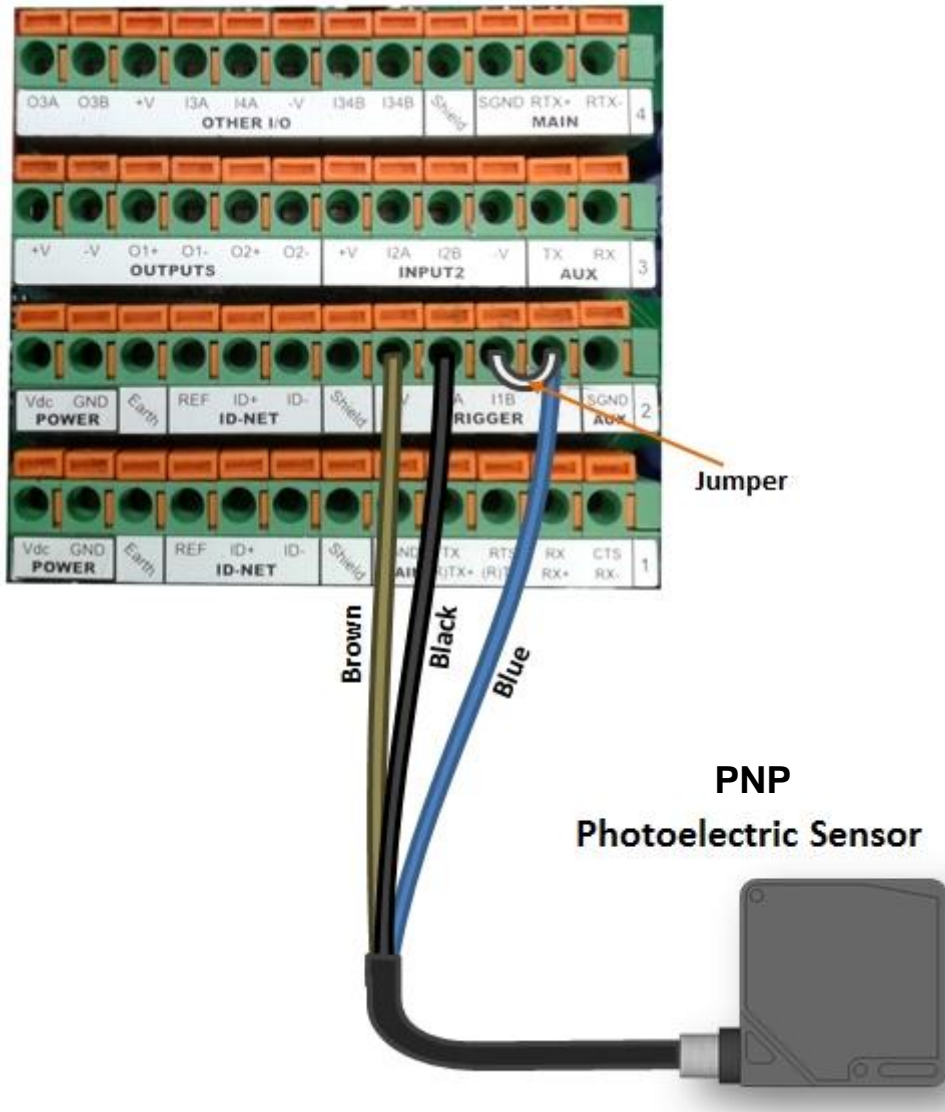 O3A O3B +V I3A I4A -V I34B I34B Shield SGND RTX+ RTX-
OTHER I/O MAIN 4
+V -V O1+ O1- O2+ O2- +V I2A I2B -V TX RX
OUTPUTS INPUT2 AUX 3
Vdc GND Earth REF ID+ ID- Shield V A I1B SGND
POWER ID-NET RIGGER AUX 2
Jumper
Vdc GND Earth REF ID+ ID- Shield ND TX RTS RX CTS
POWER ID-NET AIN )TX+ (R)T RX+ RX- 1
Brown
Black
Blue
PNP
Photoelectric Sensor